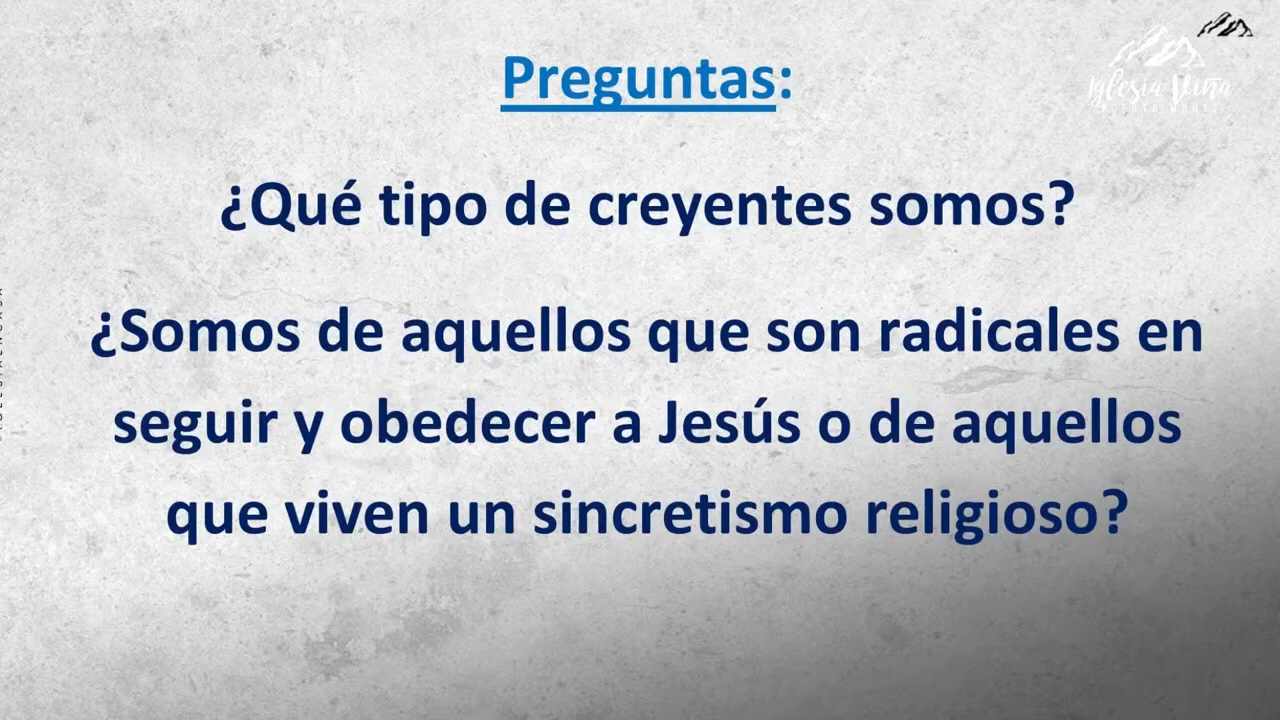 Preguntas:
Iglesia Viña
¿Qué tipo de creyentes somos?
¿Somos de aquellos que son radicales en
seguir y obedecer a Jesús o de aquellos
que viven un sincretismo religioso?